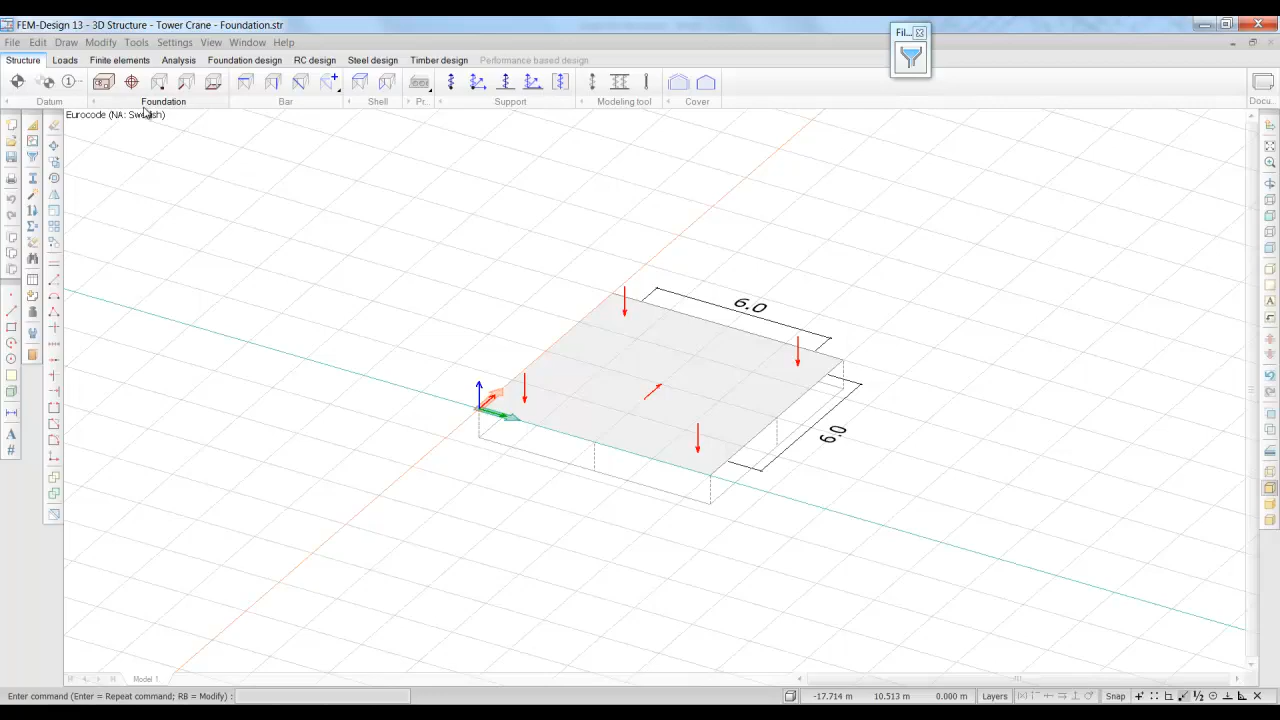 FEM-Design 13 - 3D Structure - Tower Crane - Foundation.str
Fil...
File Edit Draw Modify Tools Settings View Window Help
Structure Loads Finite elements Analysis Foundation design RC design Steel design Timber design Performance based design
Datum Foundation Bar Shell Pr... Support Modeling tool Cover Docu...
Eurocode (NA: Swedish)
6.0
6.0
Model 1
Enter command (Enter = Repeat command; RB = Modify) :
-17.714 m 10.513 m 0.000 m Layers Snap